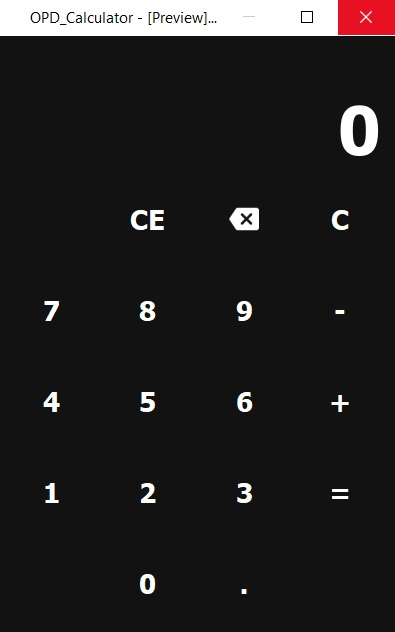 OPD_Calculator - [Preview]...
0
CE C
7 8 9 -
4 5 6 +
1 2 3 =
0 .